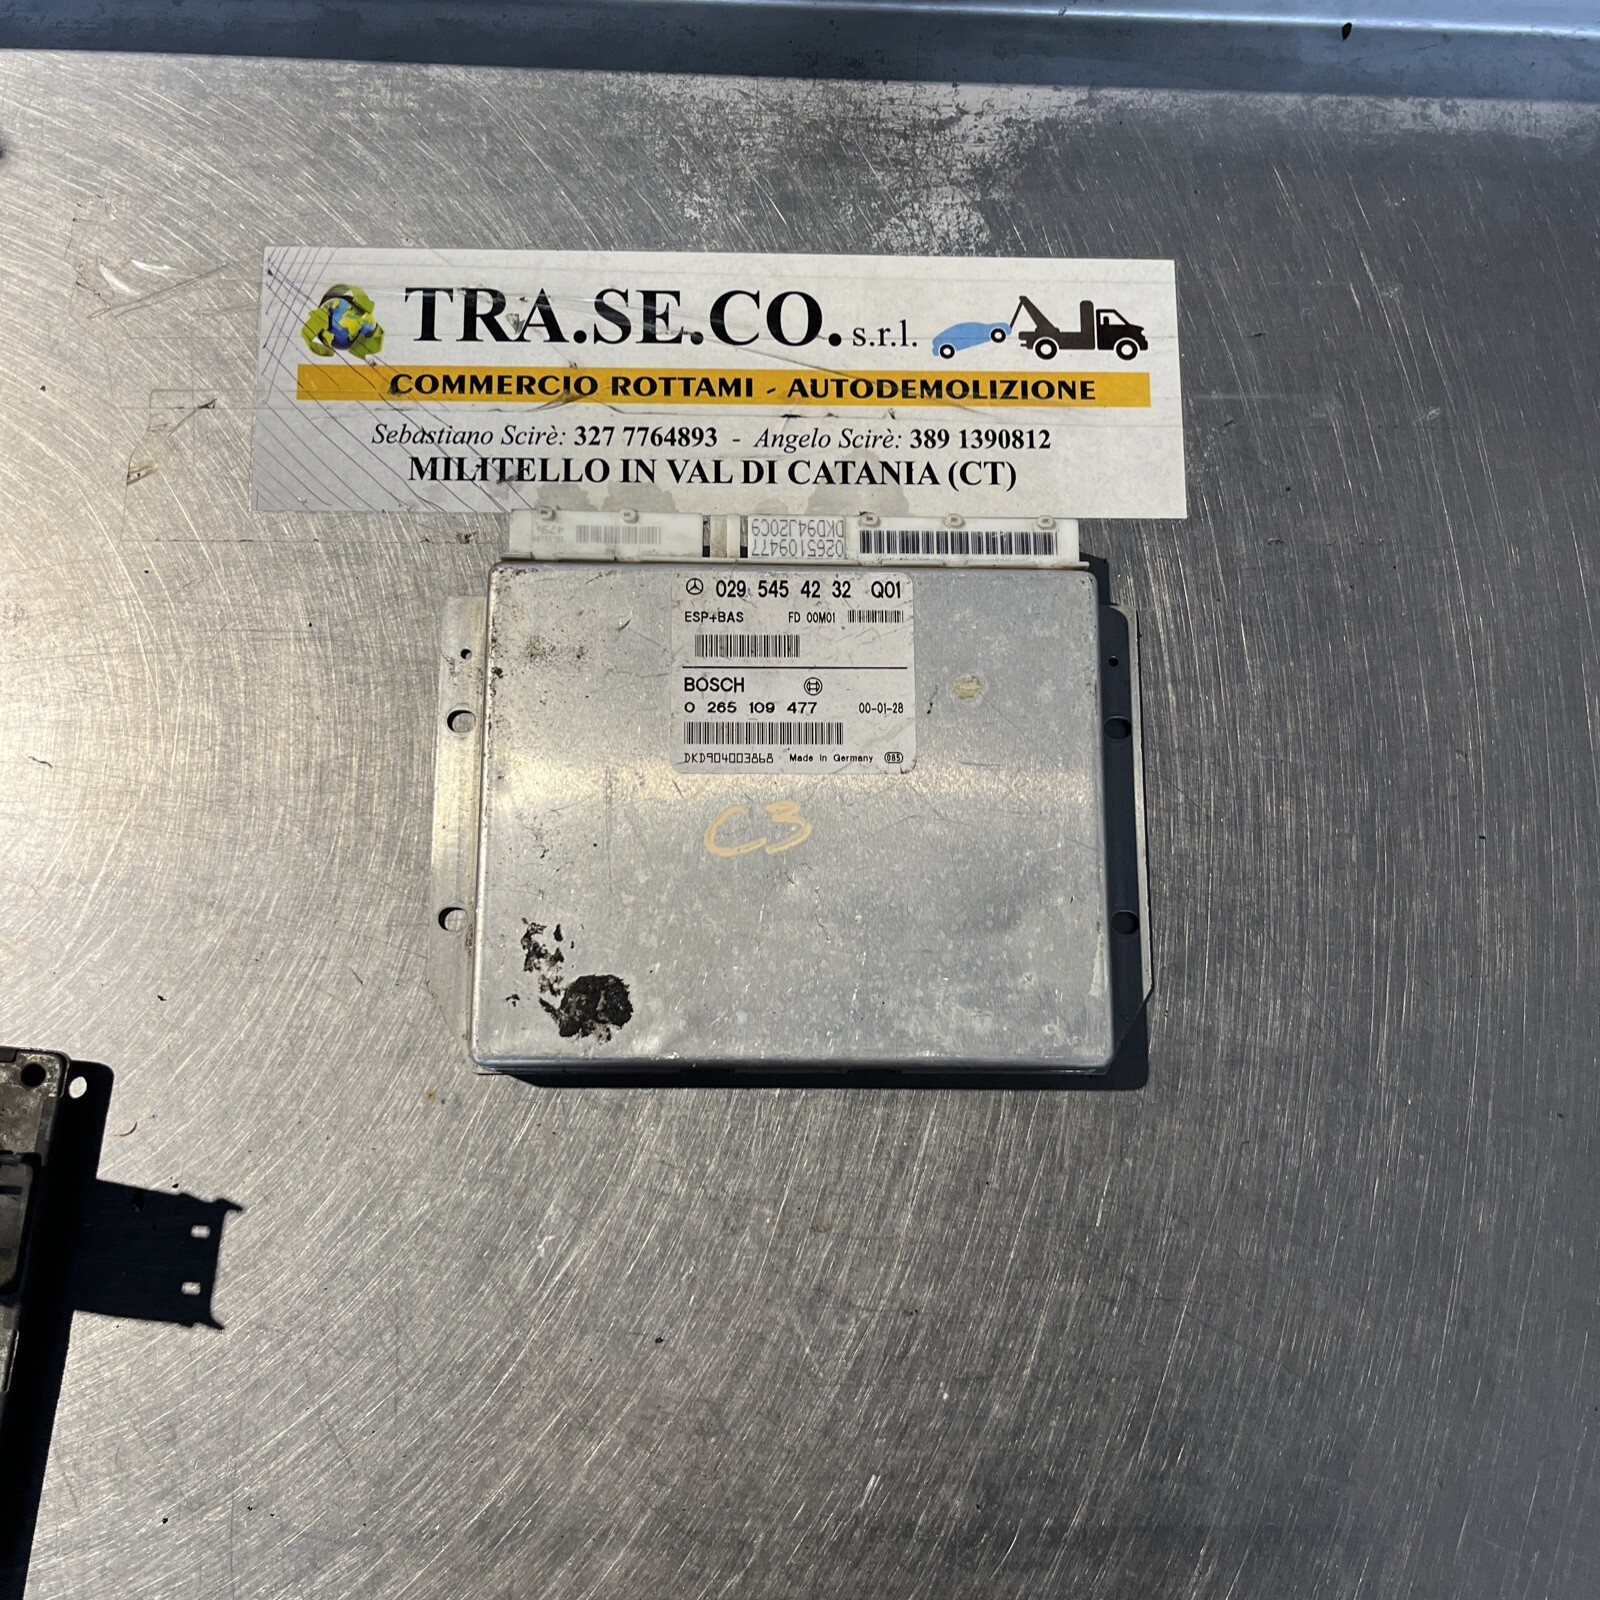 TRA.SE.CO. s.r.l.
COMMERCIO ROTTAMI - AUTODEMOLIZIONE
Sebastiano Scirè: 327 7764893 - Angelo Scirè: 389 1390812
MILITELLO IN VAL DI CATANIA (CT)
DKD94J20C9
0265109477
029 545 42 32 Q01
ESP+BAS FD 00M01
BOSCH
0 265 109 477 00-01-28
DKD904003868 Made in Germany 085
C3